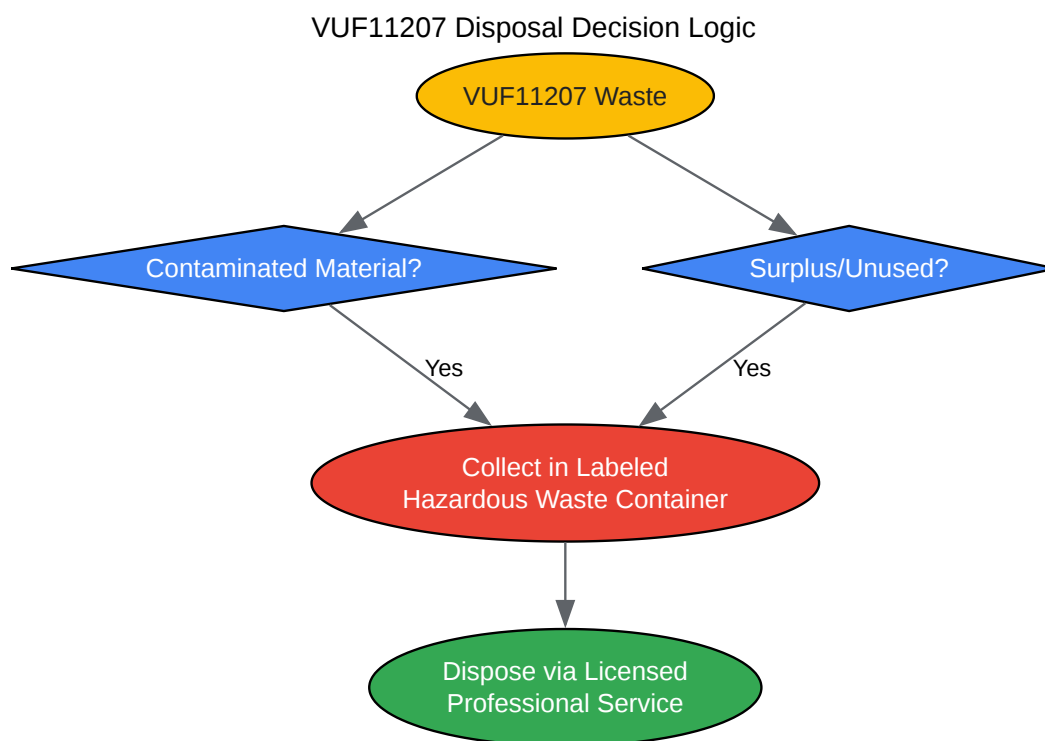 VUF11207 Disposal Decision Logic
VUF11207 Waste
Contaminated Material?
Surplus/Unused?
Yes
Yes
Collect in Labeled
Hazardous Waste Container
Dispose via Licensed
Professional Service